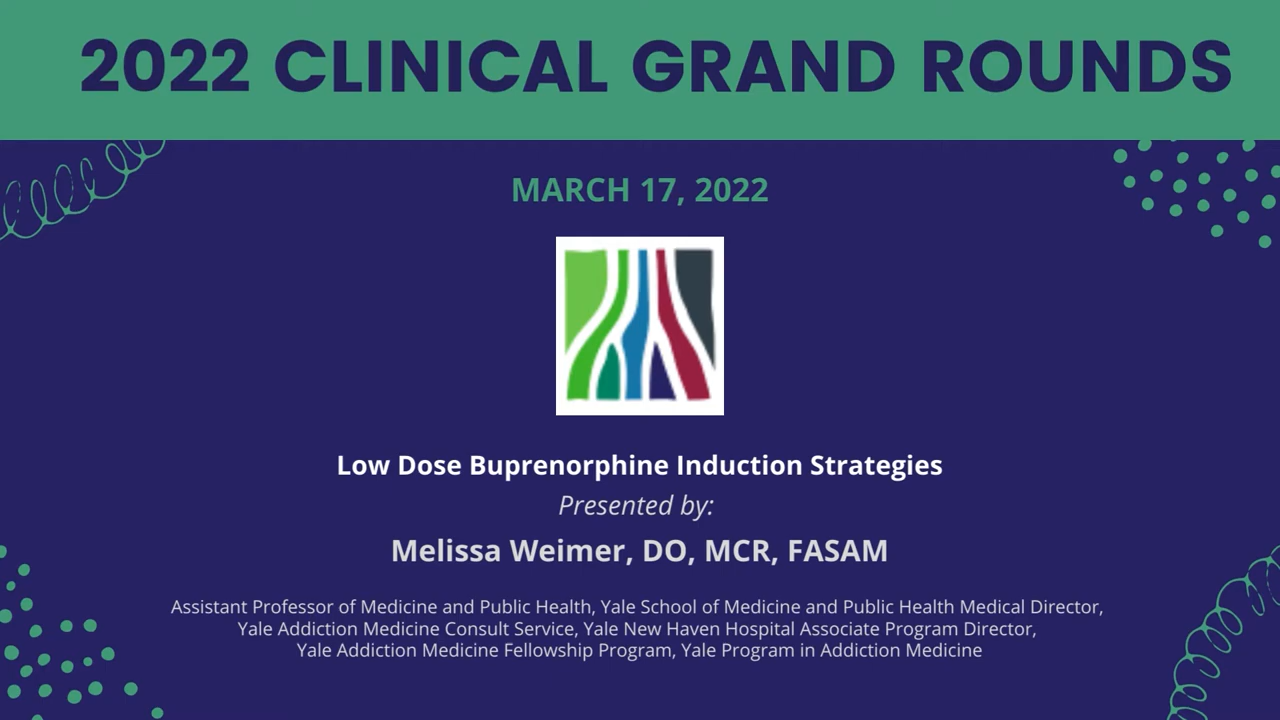 2022 CLINICAL GRAND ROUNDS
MARCH 17, 2022
Low Dose Buprenorphine Induction Strategies
Presented by:
Melissa Weimer, DO, MCR, FASAM
Assistant Professor of Medicine and Public Health, Yale School of Medicine and Public Health Medical Director,
Yale Addiction Medicine Consult Service, Yale New Haven Hospital Associate Program Director,
Yale Addiction Medicine Fellowship Program, Yale Program in Addiction Medicine